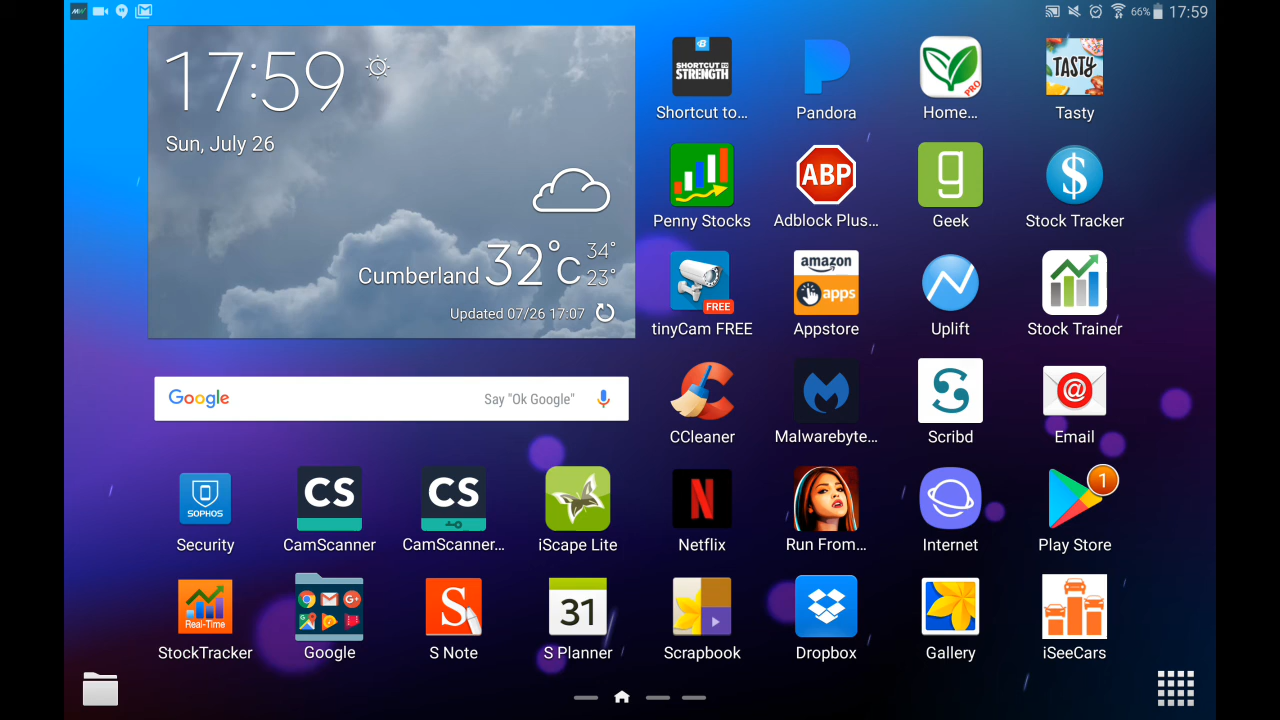 66% 17:59
17:59
Sun, July 26
Cumberland 32°C 34° 23°
Updated 07/26 17:07
Google Say "Ok Google"
SHORTCUT TO STRENGTH
TASTY
Shortcut to... Pandora Home... Tasty
PRO
ABP
g
$
Penny Stocks Adblock Plus... Geek Stock Tracker
FREE
amazon
apps
tinyCam FREE Appstore Uplift Stock Trainer
@
CCleaner Malwarebyte... Scribd Email
SOPHOS
CS
CS
N
1
Security CamScanner CamScanner... iScape Lite Netflix Run From... Internet Play Store
Real-Time
S
31
StockTracker Google S Note S Planner Scrapbook Dropbox Gallery iSeeCars